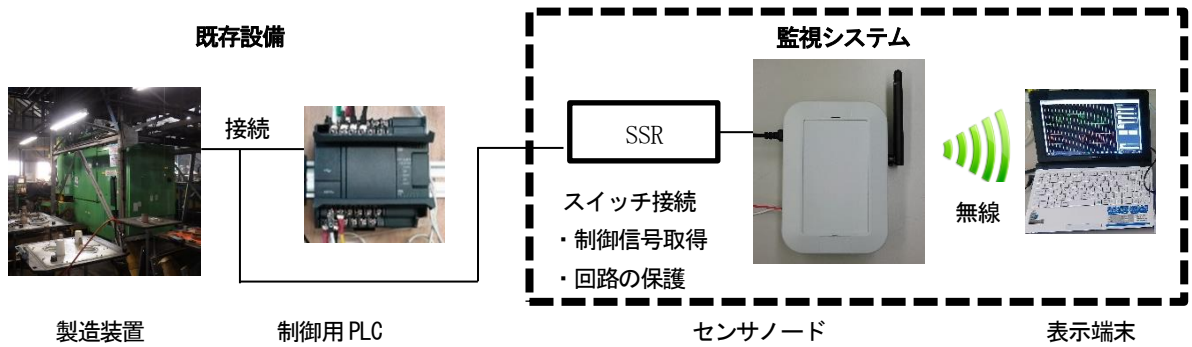 既存設備
監視システム
接続
SSR
スイッチ接続
・制御信号取得
・回路の保護
無線
製造装置
制御用PLC
センサノード
表示端末